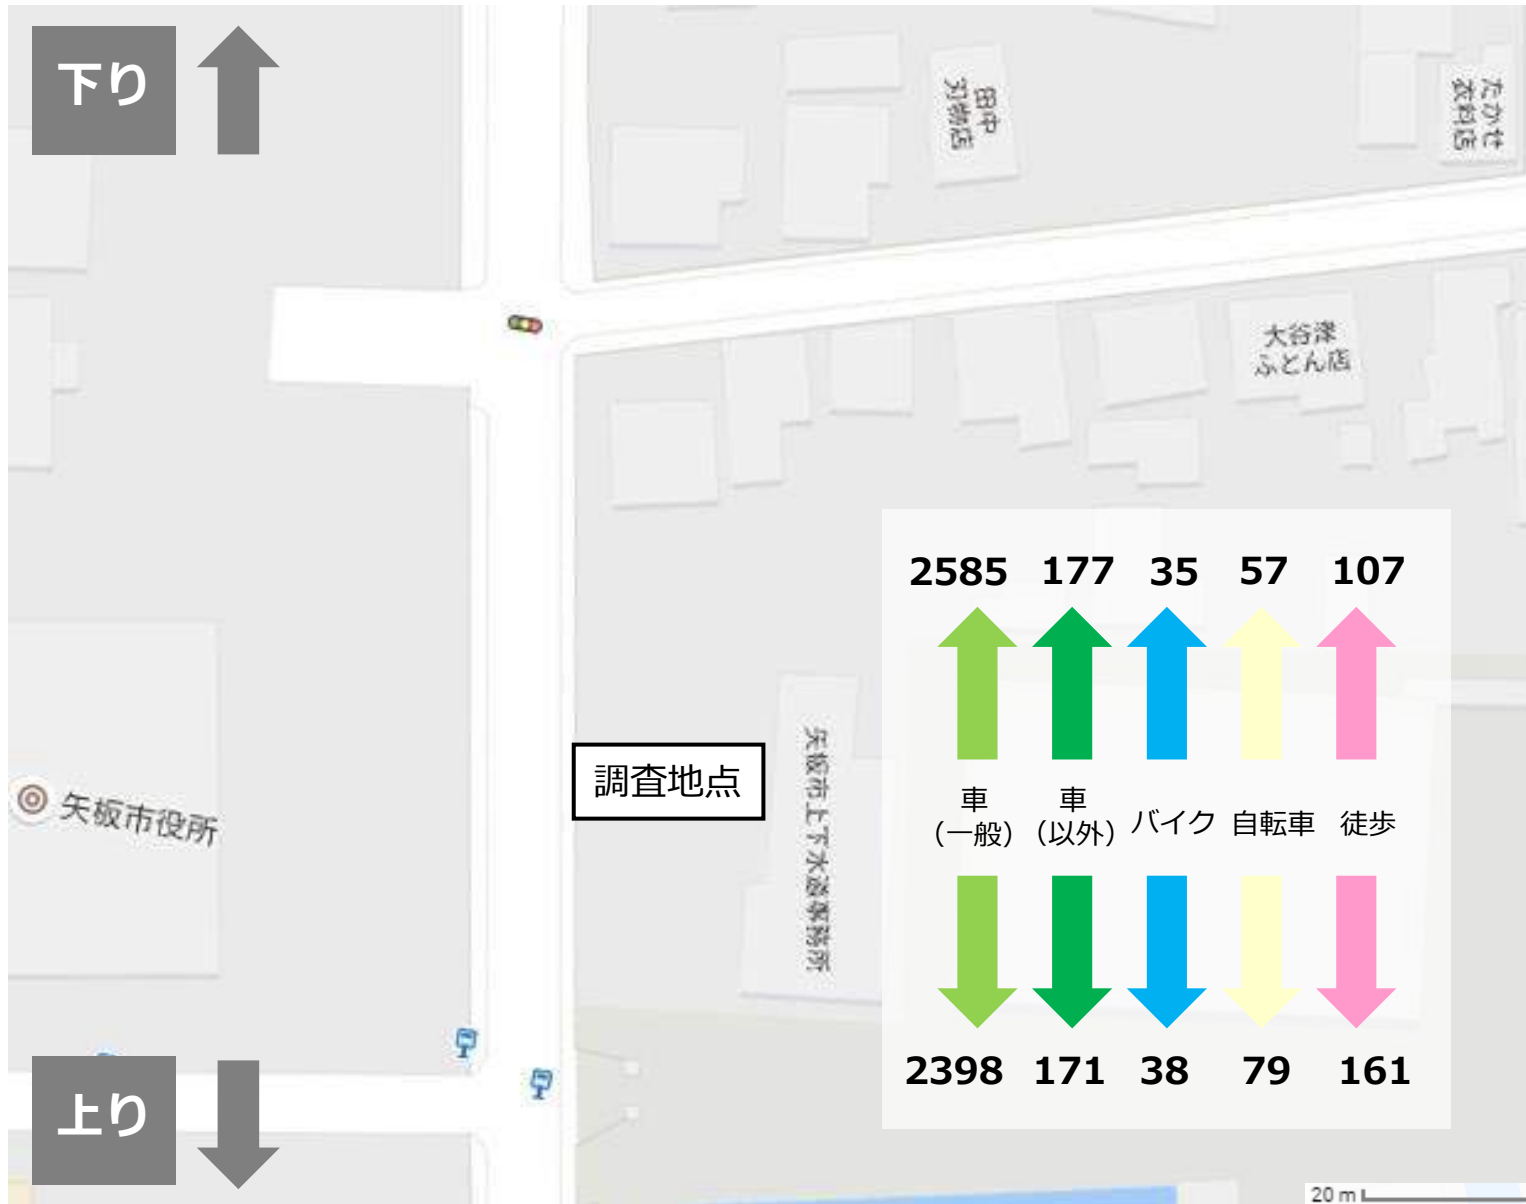 下り
田中
刃物店
たかせ
衣料店
大谷津
ふとん店
2585 177 35 57 107
調査地点
矢板市上下水道事務所
車
（一般）
車
（以外）
バイク
自転車
徒歩
矢板市役所
2398 171 38 79 161
上り
20 m